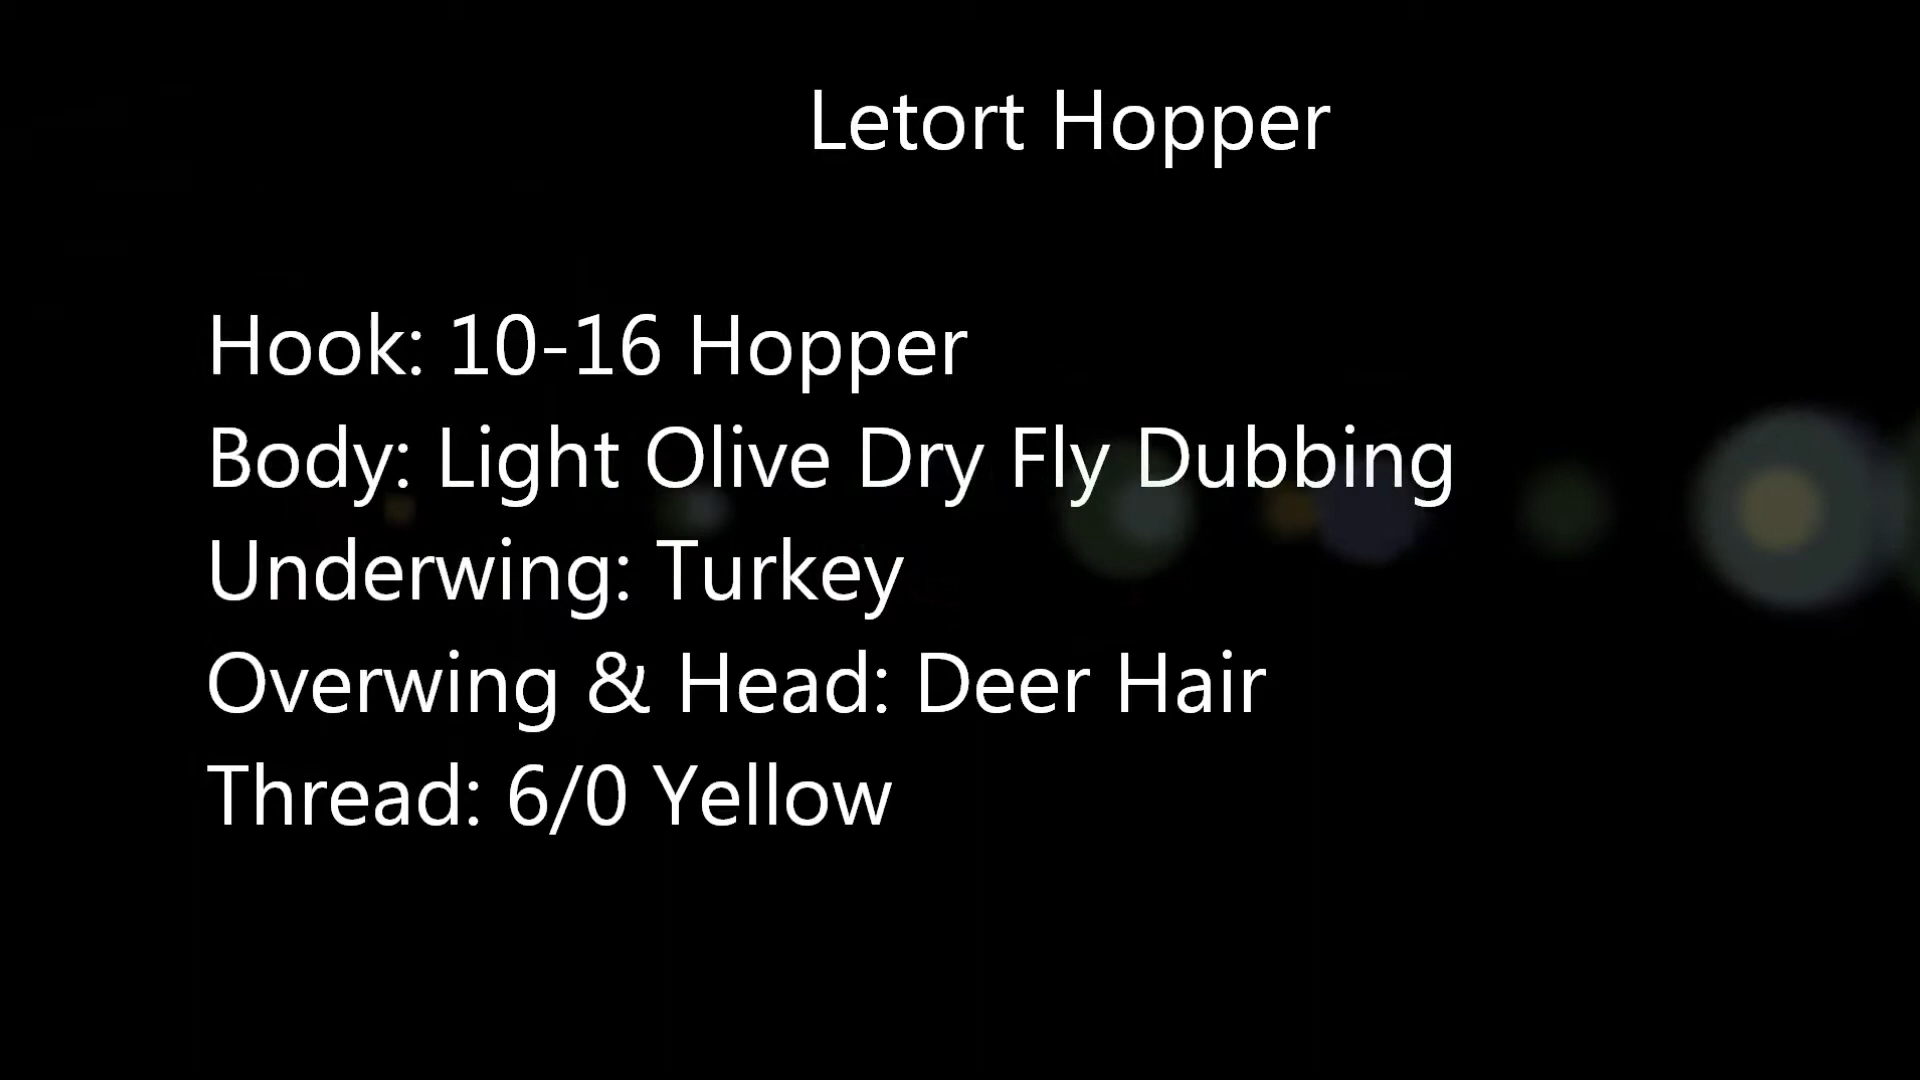 Letort Hopper
Hook: 10-16 Hopper
Body: Light Olive Dry Fly Dubbing
Underwing: Turkey
Overwing & Head: Deer Hair
Thread: 6/0 Yellow